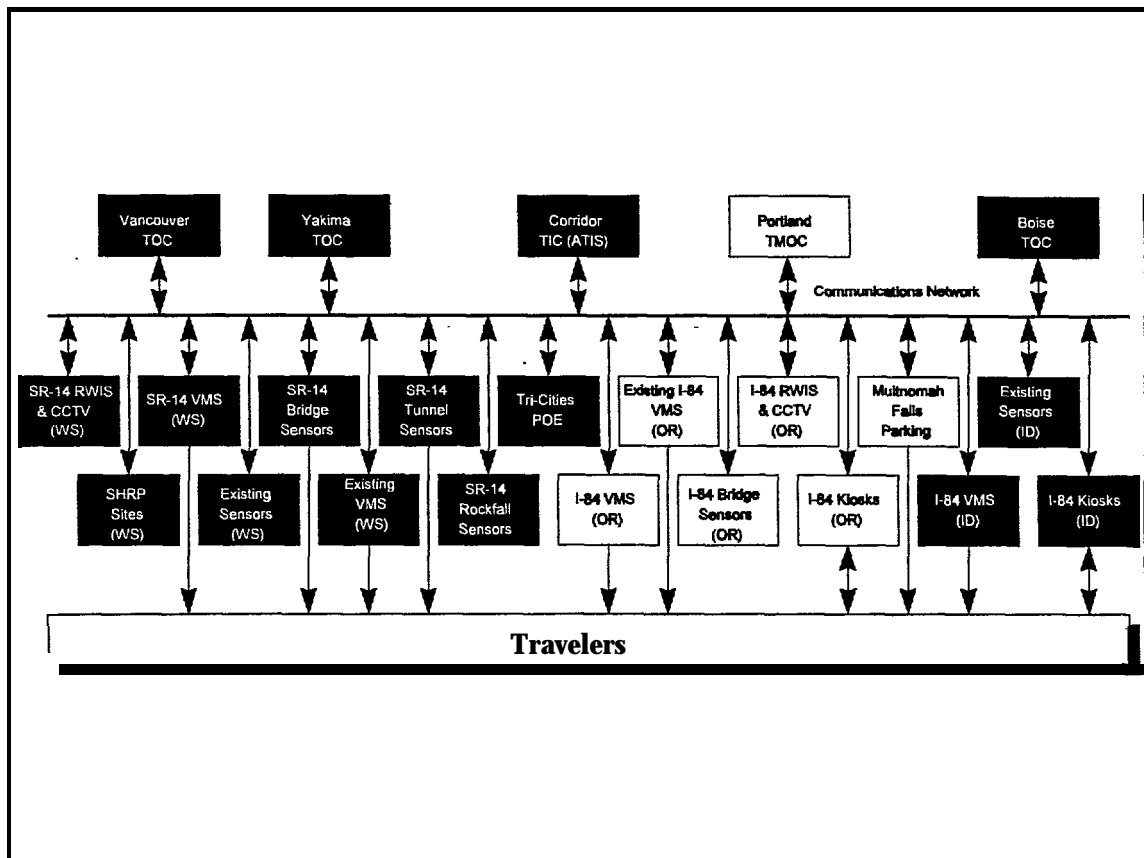 Vancouver
TOC
Yakima
TOC
Corridor
TIC (ATIS)
Portland
TMOC
Boise
TOC
Communications Network
SR-14 RWIS
& CCTV
(WS)
SR-14 VMS
(WS)
SR-14
Bridge
Sensors
SR-14
Tunnel
Sensors
Tri-Cities
POE
Existing I-84
VMS
(OR)
I-84 RWIS
& CCTV
(OR)
Multnomah
Falls
Parking
Existing
Sensors
(ID)
SHRP
Sites
(WS)
Existing
Sensors
(WS)
Existing
VMS
(WS)
SR-14
Rockfall
Sensors
I-84 VMS
(OR)
I-84 Bridge
Sensors
(OR)
I-84 Kiosks
(OR)
I-84 VMS
(ID)
I-84 Kiosks
(ID)
Travelers